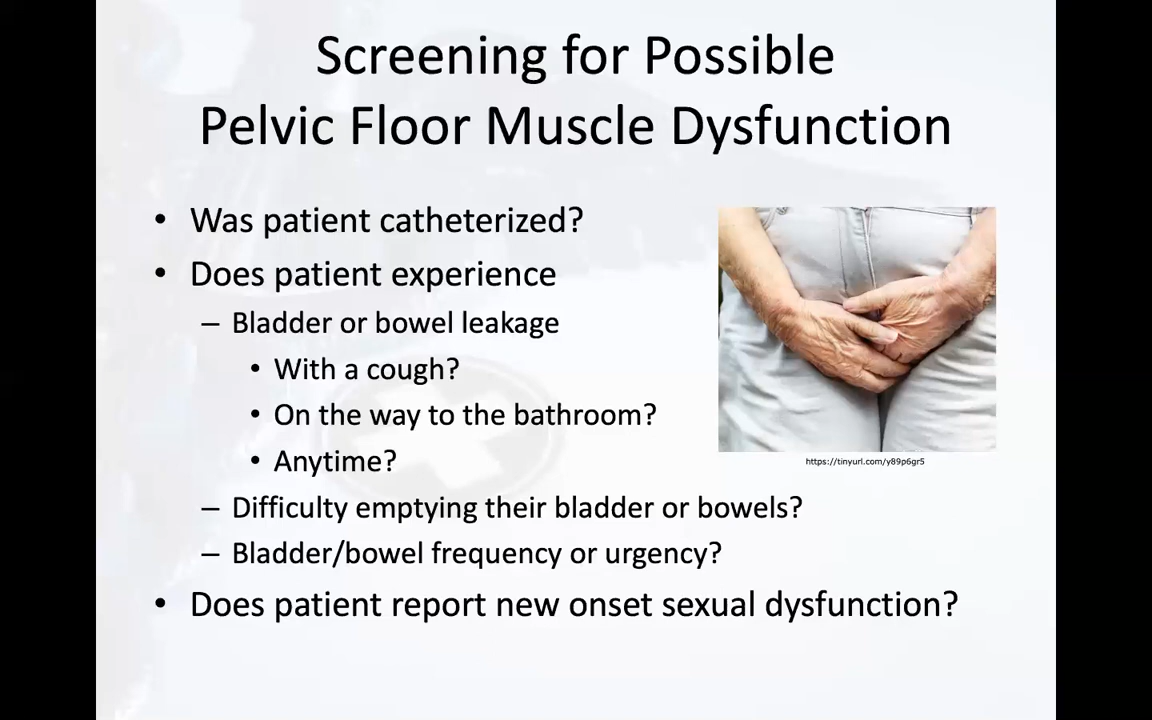 Screening for Possible
Pelvic Floor Muscle Dysfunction
• Was patient catheterized?
• Does patient experience
– Bladder or bowel leakage
• With a cough?
• On the way to the bathroom?
• Anytime?
– Difficulty emptying their bladder or bowels?
– Bladder/bowel frequency or urgency?
• Does patient report new onset sexual dysfunction?
https://tinyurl.com/y89p6gr5